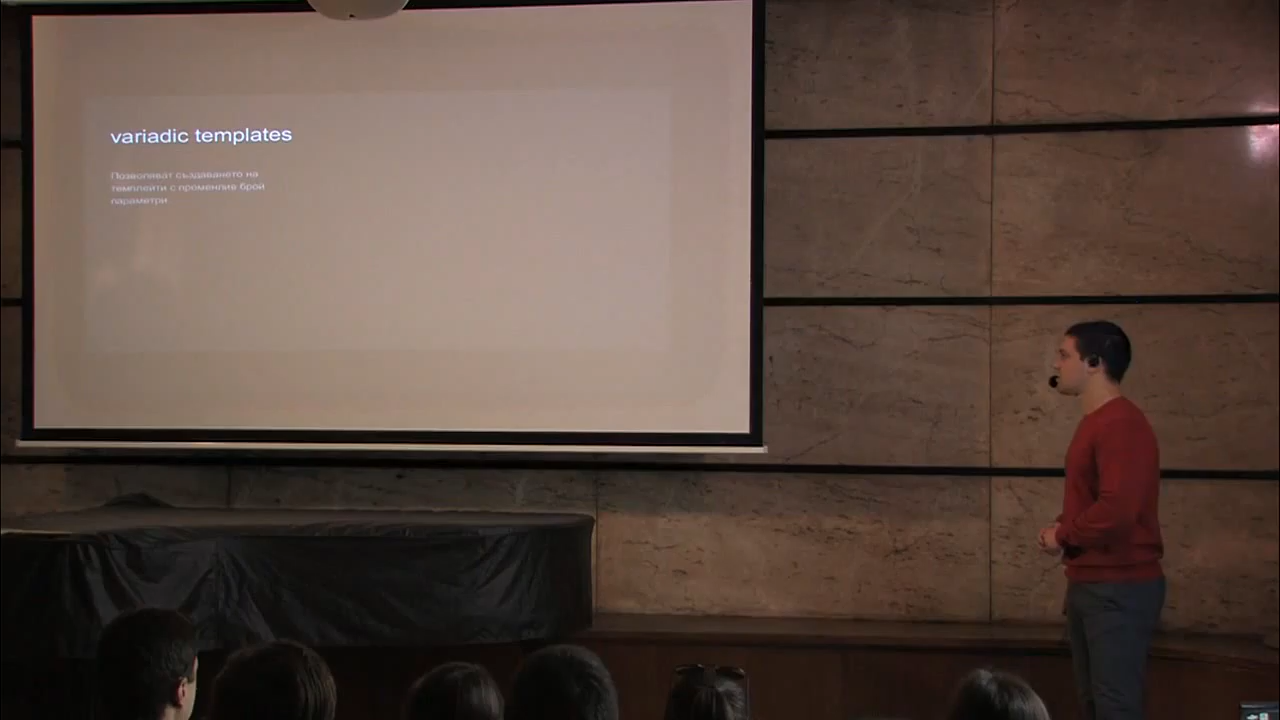 variadic templates
Позволяват създаването на
темплейти с променлив брой
параметри